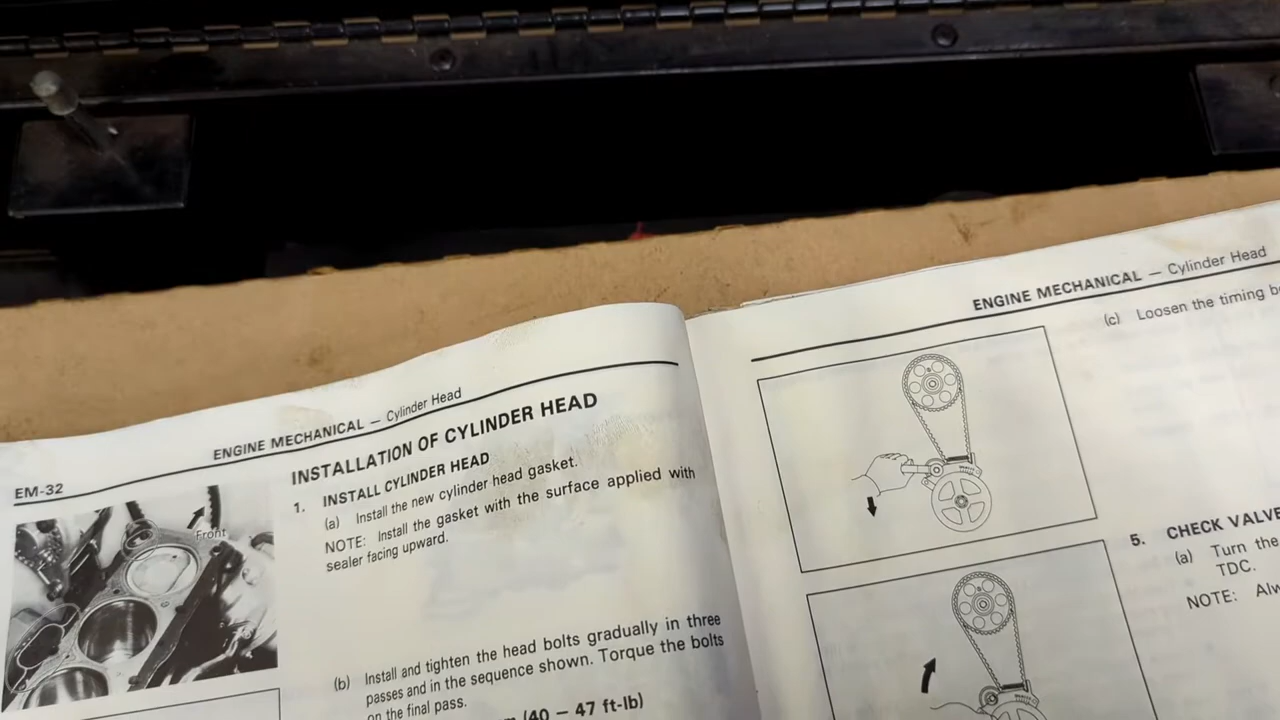 ENGINE MECHANICAL — Cylinder Head
EM-32
Front
INSTALLATION OF CYLINDER HEAD
1. INSTALL CYLINDER HEAD
(a) Install the new cylinder head gasket.
NOTE: Install the gasket with the surface applied with
sealer facing upward.
(b) Install and tighten the head bolts gradually in three
passes and in the sequence shown. Torque the bolts
on the final pass.
(40 – 47 ft-lb)
ENGINE MECHANICAL — Cylinder Head
(c) Loosen the timing
5. CHECK VALVE
(a) Turn the
TDC.
NOTE: